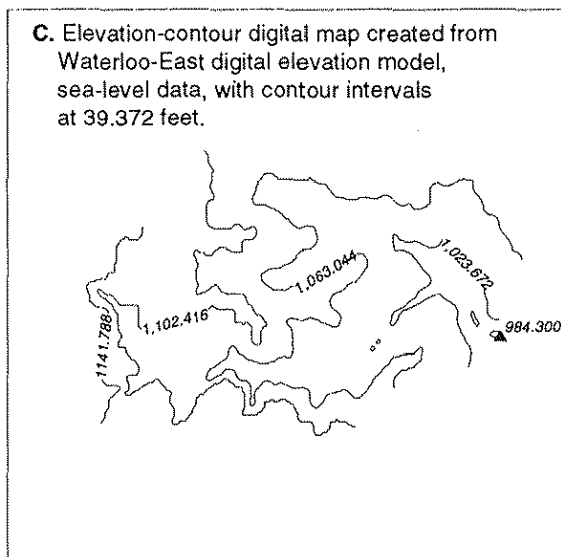 C. Elevation-contour digital map created from
Waterloo-East digital elevation model,
sea-level data, with contour intervals
at 39.372 feet.
1,023.672
1,063.044
984.300
1,102.416
1141.788